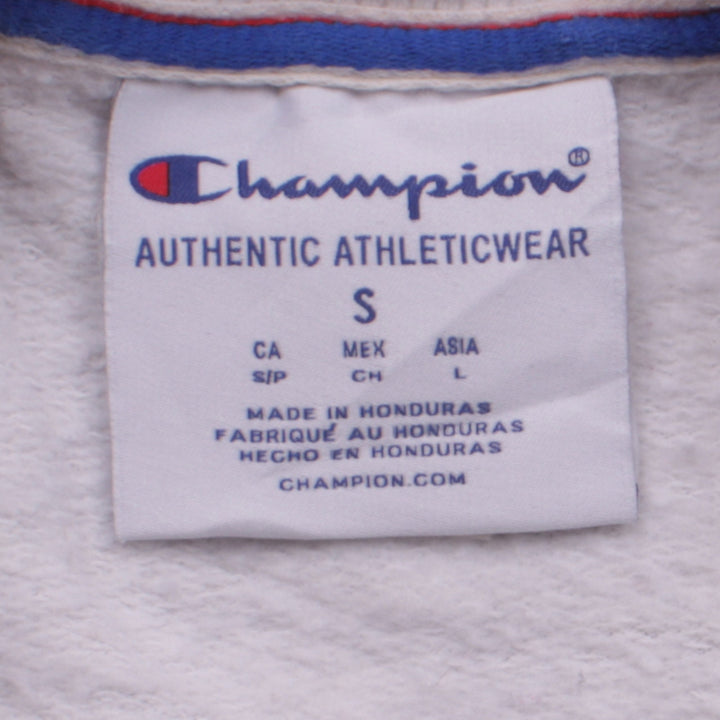 Champion®
AUTHENTIC ATHLETICWEAR
S
CA MEX ASIA
S/P CH L
MADE IN HONDURAS
FABRIQUÉ AU HONDURAS
HECHO EN HONDURAS
CHAMPION.COM